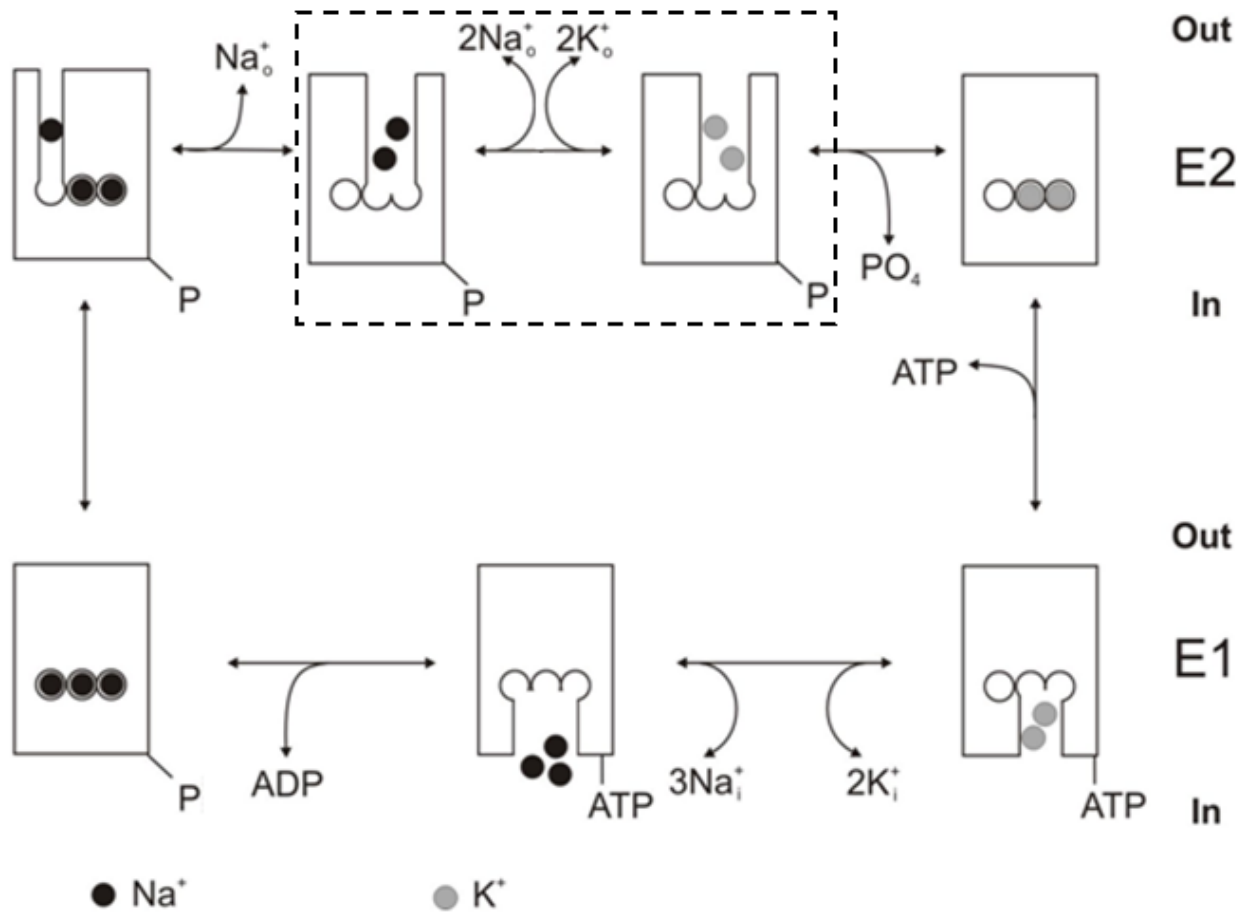 Out
2Na⁺ₒ 2K⁺ₒ
Na⁺ₒ
E2
PO₄
P
P
P
In
ATP
Out
E1
ADP
3Na⁺ᵢ
2K⁺ᵢ
P
ATP
ATP
In
Na⁺
K⁺